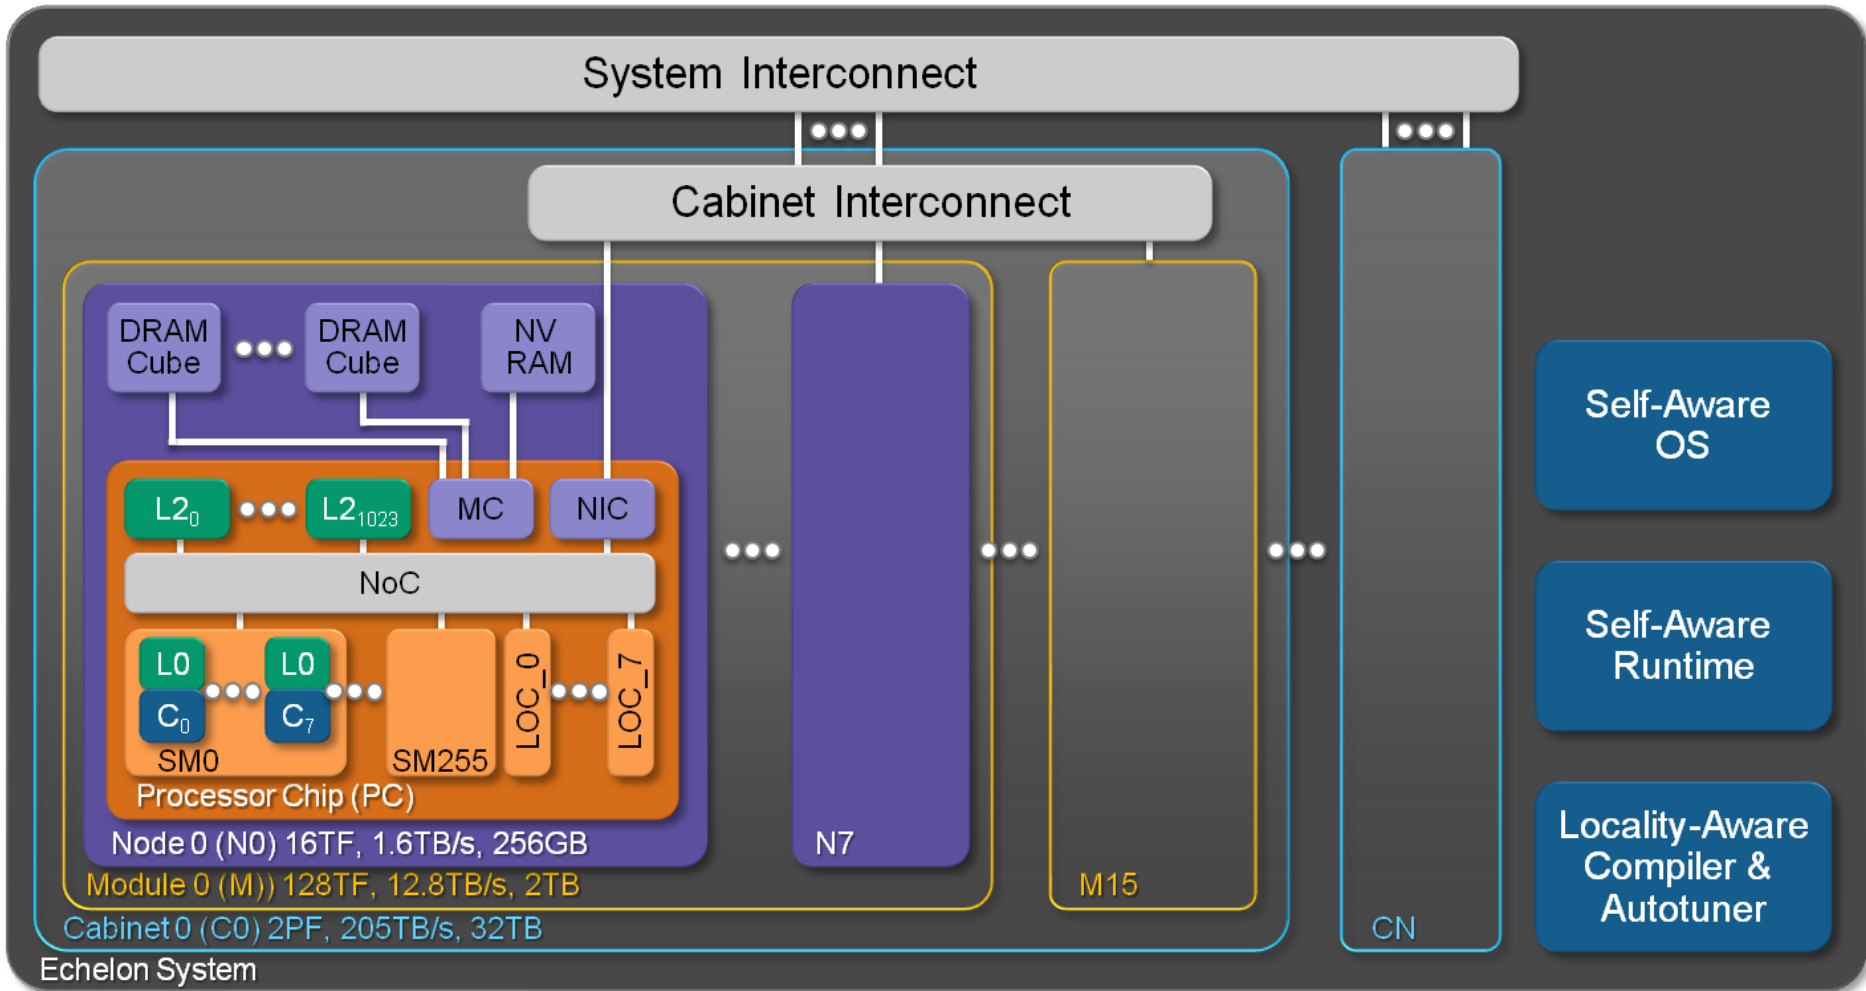 System Interconnect
Cabinet Interconnect
DRAM
Cube
DRAM
Cube
NV
RAM
L2₀
L2₁₀₂₃
MC
NIC
NoC
L0
C₀
L0
C₇
SM0
SM255
LOC_0
LOC_7
Processor Chip (PC)
Node 0 (N0) 16TF, 1.6TB/s, 256GB
N7
Module 0 (M)) 128TF, 12.8TB/s, 2TB
M15
Cabinet 0 (C0) 2PF, 205TB/s, 32TB
CN
Echelon System
Self-Aware
OS
Self-Aware
Runtime
Locality-Aware
Compiler &
Autotuner